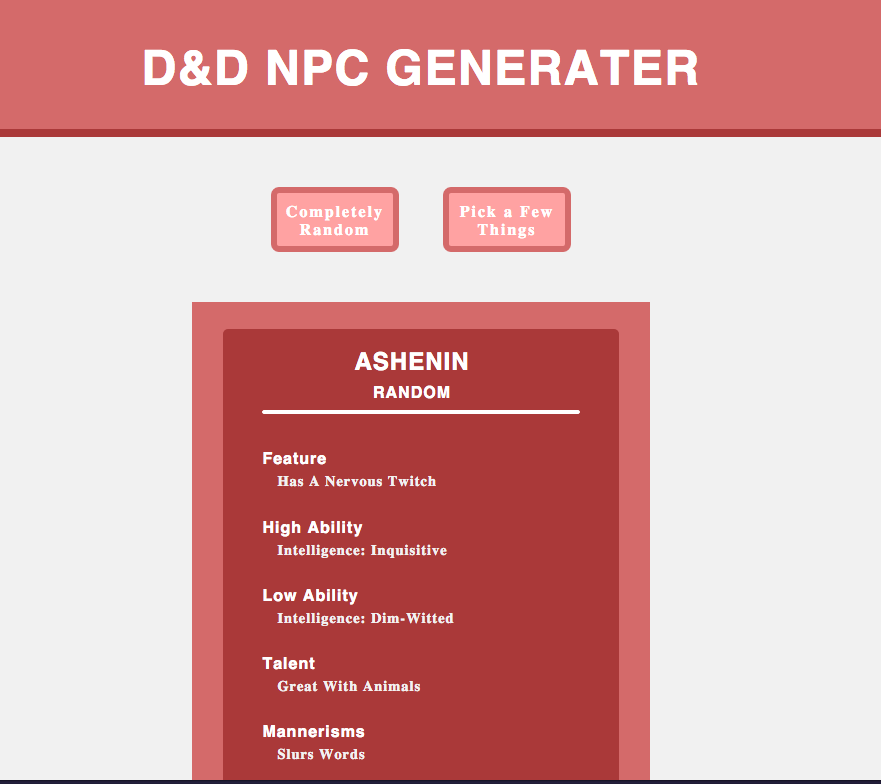 D&D NPC GENERATER
Completely
Random
Pick a Few
Things
ASHENIN
RANDOM
Feature
Has A Nervous Twitch
High Ability
Intelligence: Inquisitive
Low Ability
Intelligence: Dim-Witted
Talent
Great With Animals
Mannerisms
Slurs Words